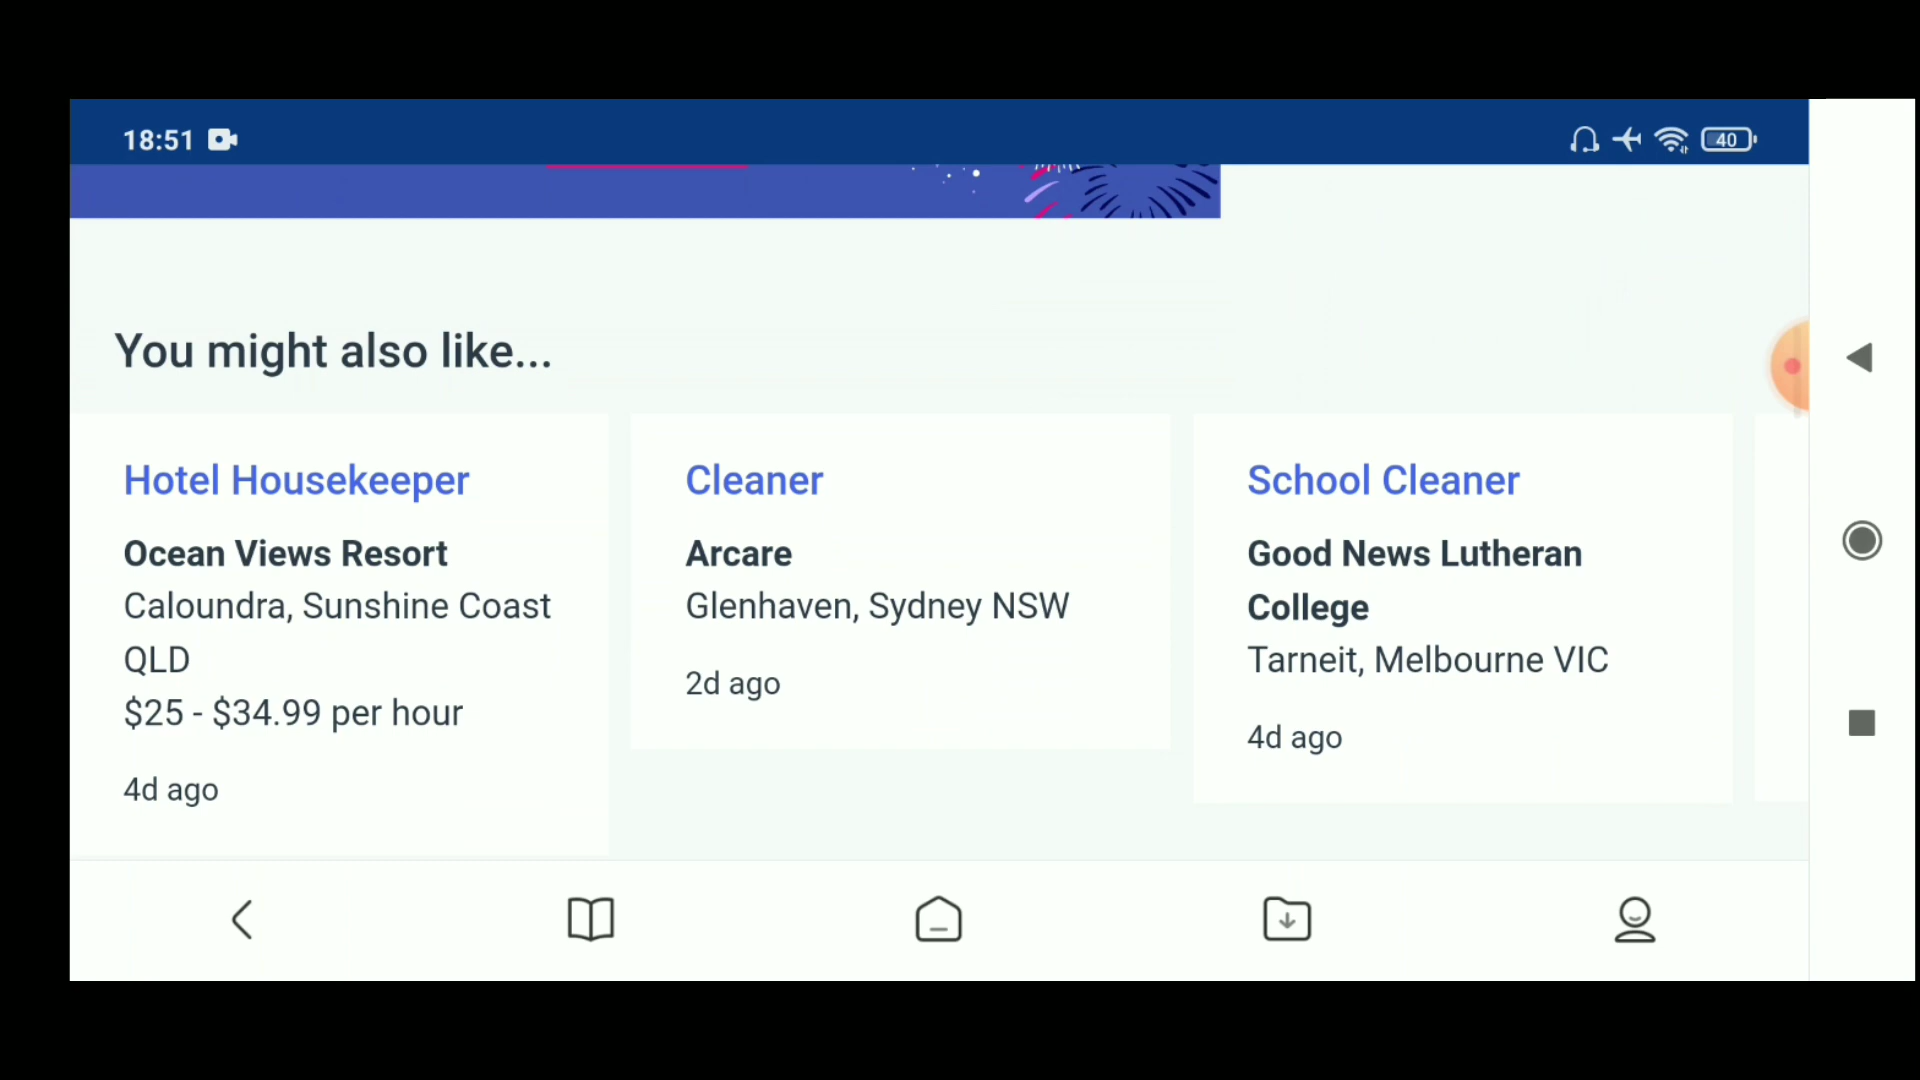 18:51
40
You might also like...
Hotel Housekeeper
Ocean Views Resort
Caloundra, Sunshine Coast
QLD
$25 - $34.99 per hour
4d ago
Cleaner
Arcare
Glenhaven, Sydney NSW
2d ago
School Cleaner
Good News Lutheran
College
Tarneit, Melbourne VIC
4d ago